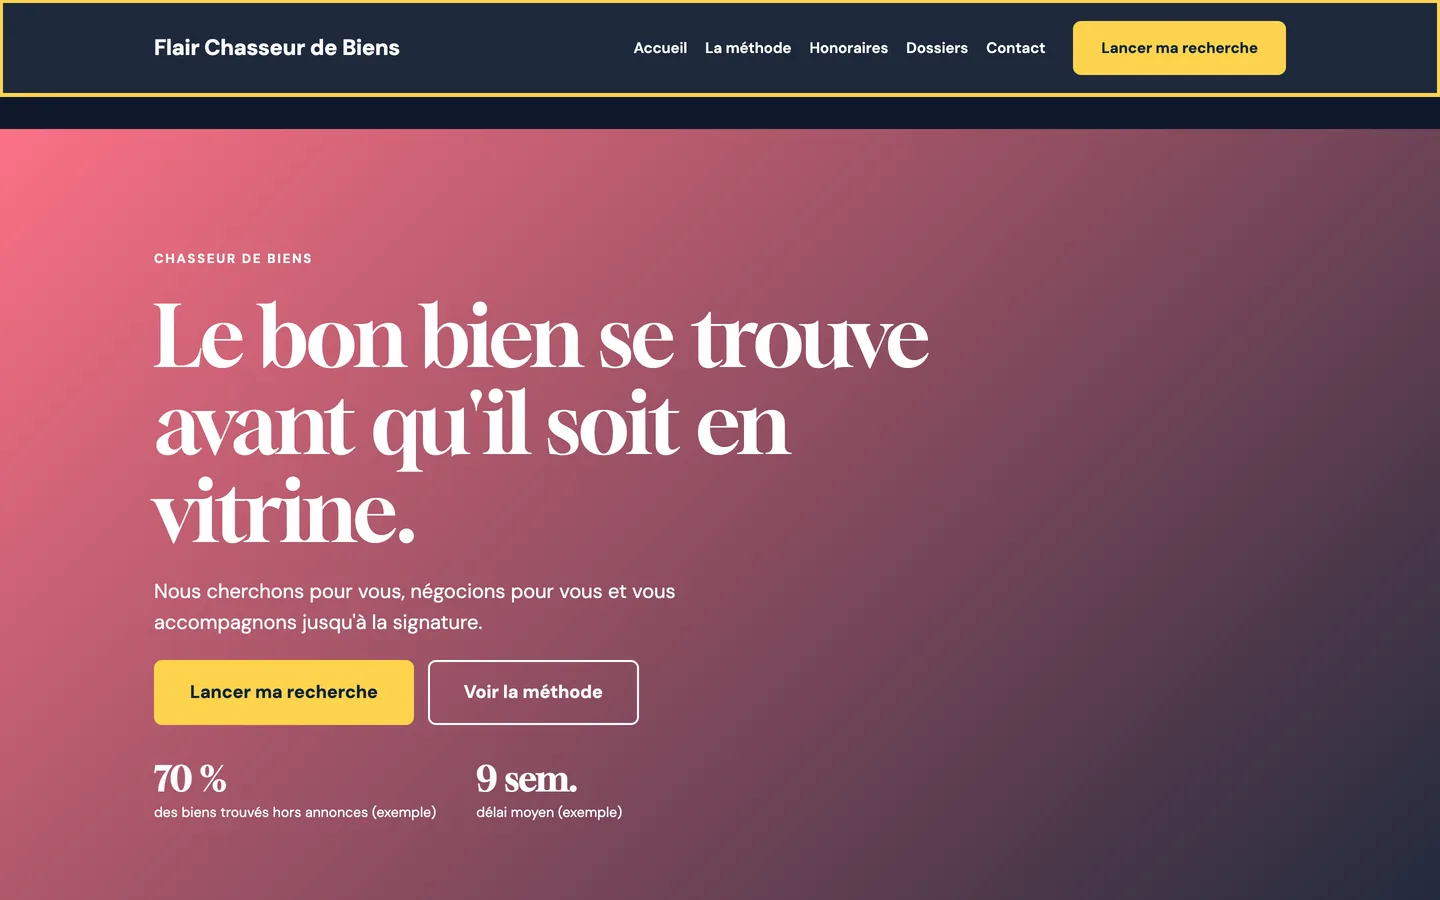 Flair Chasseur de Biens
Accueil La méthode Honoraires Dossiers Contact Lancer ma recherche
CHASSEUR DE BIENS
Le bon bien se trouve
avant qu'il soit en
vitrine.
Nous cherchons pour vous, négocions pour vous et vous
accompagnons jusqu'à la signature.
Lancer ma recherche Voir la méthode
70 % 9 sem.
des biens trouvés hors annonces (exemple) délai moyen (exemple)